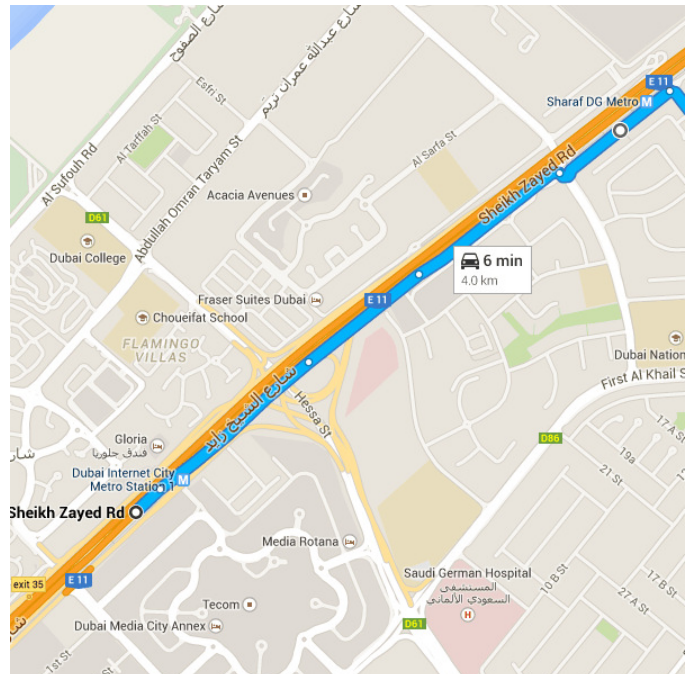 شارع الصفوح
شارع عبدالله عمران تريم
Esfri St
Al Tarffah St
Al Sufouh Rd
Abdullah Omran Taryam St
E 11
Sharaf DG Metro M
Al Sarfa St
Sheikh Zayed Rd
Acacia Avenues
D61
Dubai College
6 min
4.0 km
Fraser Suites Dubai
E 11
Choueifat School
FLAMINGO
VILLAS
Dubai Nation
First Al Khail S
شارع الشيخ زايد
Hessa St
17 A St
D86
Gloria
فندق جلوريا
شار
19a
21 St
Dubai Internet City
Metro Station 1
M
Sheikh Zayed Rd
Media Rotana
exit 35
E 11
Saudi German Hospital
المستشفى
السعودي الألماني
H
10 B St
17 B St
27 A St
Tecom
Dubai Media City Annex
D61
1st St